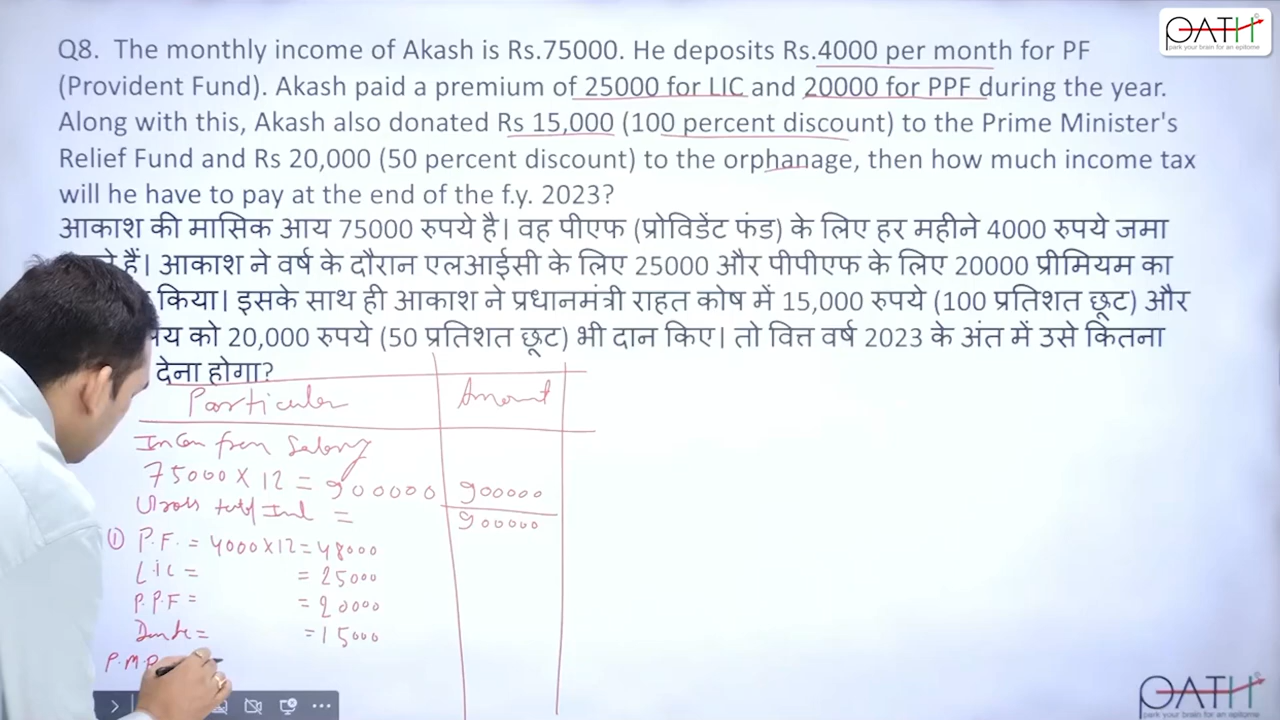 PATH
park your brain for an epitome
Q8. The monthly income of Akash is Rs.75000. He deposits Rs.4000 per month for PF
(Provident Fund). Akash paid a premium of 25000 for LIC and 20000 for PPF during the year.
Along with this, Akash also donated Rs 15,000 (100 percent discount) to the Prime Minister's
Relief Fund and Rs 20,000 (50 percent discount) to the orphanage, then how much income tax
will he have to pay at the end of the f.y. 2023?
आकाश की मासिक आय 75000 रुपये है। वह पीएफ (प्रोविडेंट फंड) के लिए हर महीने 4000 रुपये जमा
हैं। आकाश ने वर्ष के दौरान एलआईसी के लिए 25000 और पीपीएफ के लिए 20000 प्रीमियम का
किया। इसके साथ ही आकाश ने प्रधानमंत्री राहत कोष में 15,000 रुपये (100 प्रतिशत छूट) और
को 20,000 रुपये (50 प्रतिशत छूट) भी दान किए। तो वित्त वर्ष 2023 के अंत में उसे कितना
देना होगा?
Particular Amount
from Salary
75000 X 12 = 900000 900000
Gross = 900000
① P.F. = 4000X12 = 48000
Lic = = 25000
P.P.F = = 20000
= 15000
P.M.
PATH